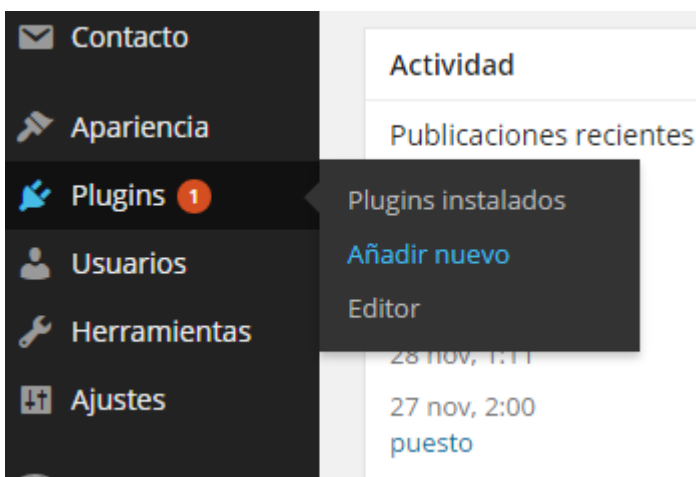 Contacto
Apariencia
Plugins 1
Usuarios
Herramientas
Ajustes
Plugins instalados
Añadir nuevo
Editor
Actividad
Publicaciones recientes
28 nov, 1:11
27 nov, 2:00
puesto